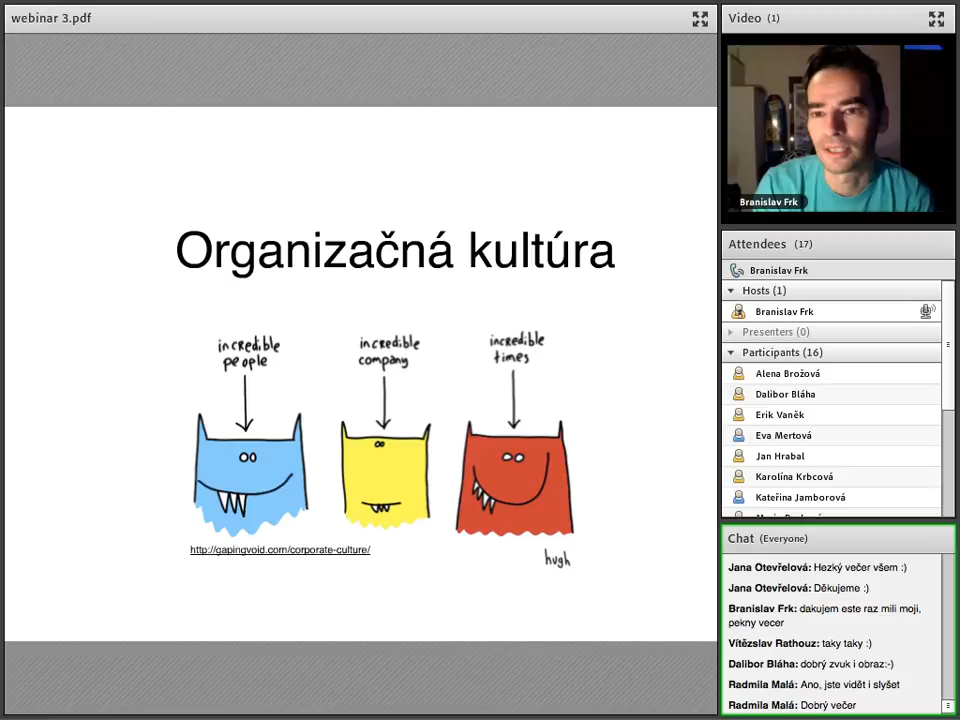 webinar 3.pdf
Organizačná kultúra
incredible people
incredible company
incredible times
http://gapingvoid.com/corporate-culture/
hugh
Video (1)
Branislav Frk
Attendees (17)
Branislav Frk
Hosts (1)
Branislav Frk
Presenters (0)
Participants (16)
Alena Brožová
Dalibor Bláha
Erik Vaněk
Eva Mertová
Jan Hrabal
Karolína Krbcová
Kateřina Jamborová
Chat (Everyone)
Jana Otevřelová: Hezký večer všem :)
Jana Otevřelová: Děkujeme :)
Branislav Frk: dakujem este raz mili moji,
pekny vecer
Vítězslav Rathouz: taky taky :)
Dalibor Bláha: dobrý zvuk i obraz:-)
Radmila Malá: Ano, jste vidět i slyšet
Radmila Malá: Dobrý večer